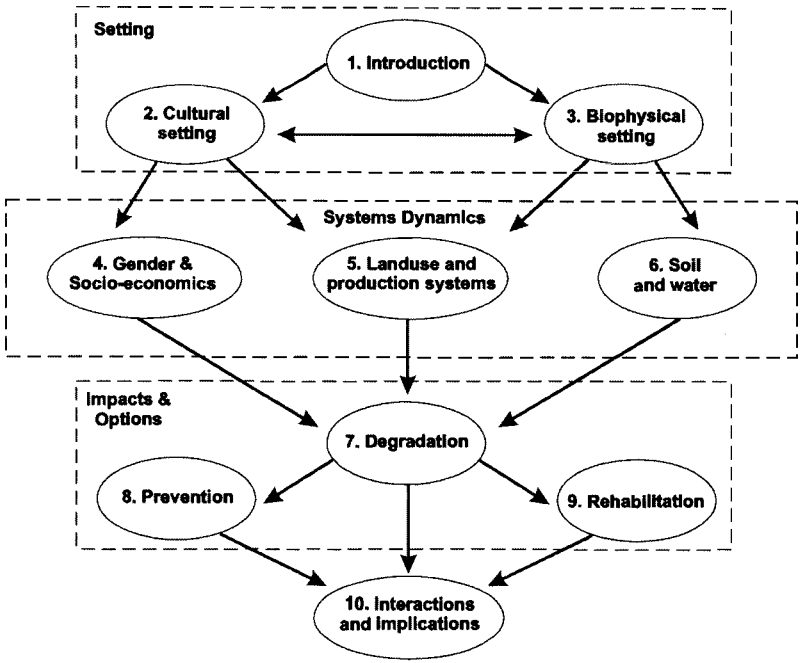 Setting
1. Introduction
2. Cultural
setting
3. Biophysical
setting
Systems Dynamics
4. Gender &
Socio-economics
5. Landuse and
production systems
6. Soil
and water
Impacts &
Options
7. Degradation
8. Prevention
9. Rehabilitation
10. Interactions
and implications